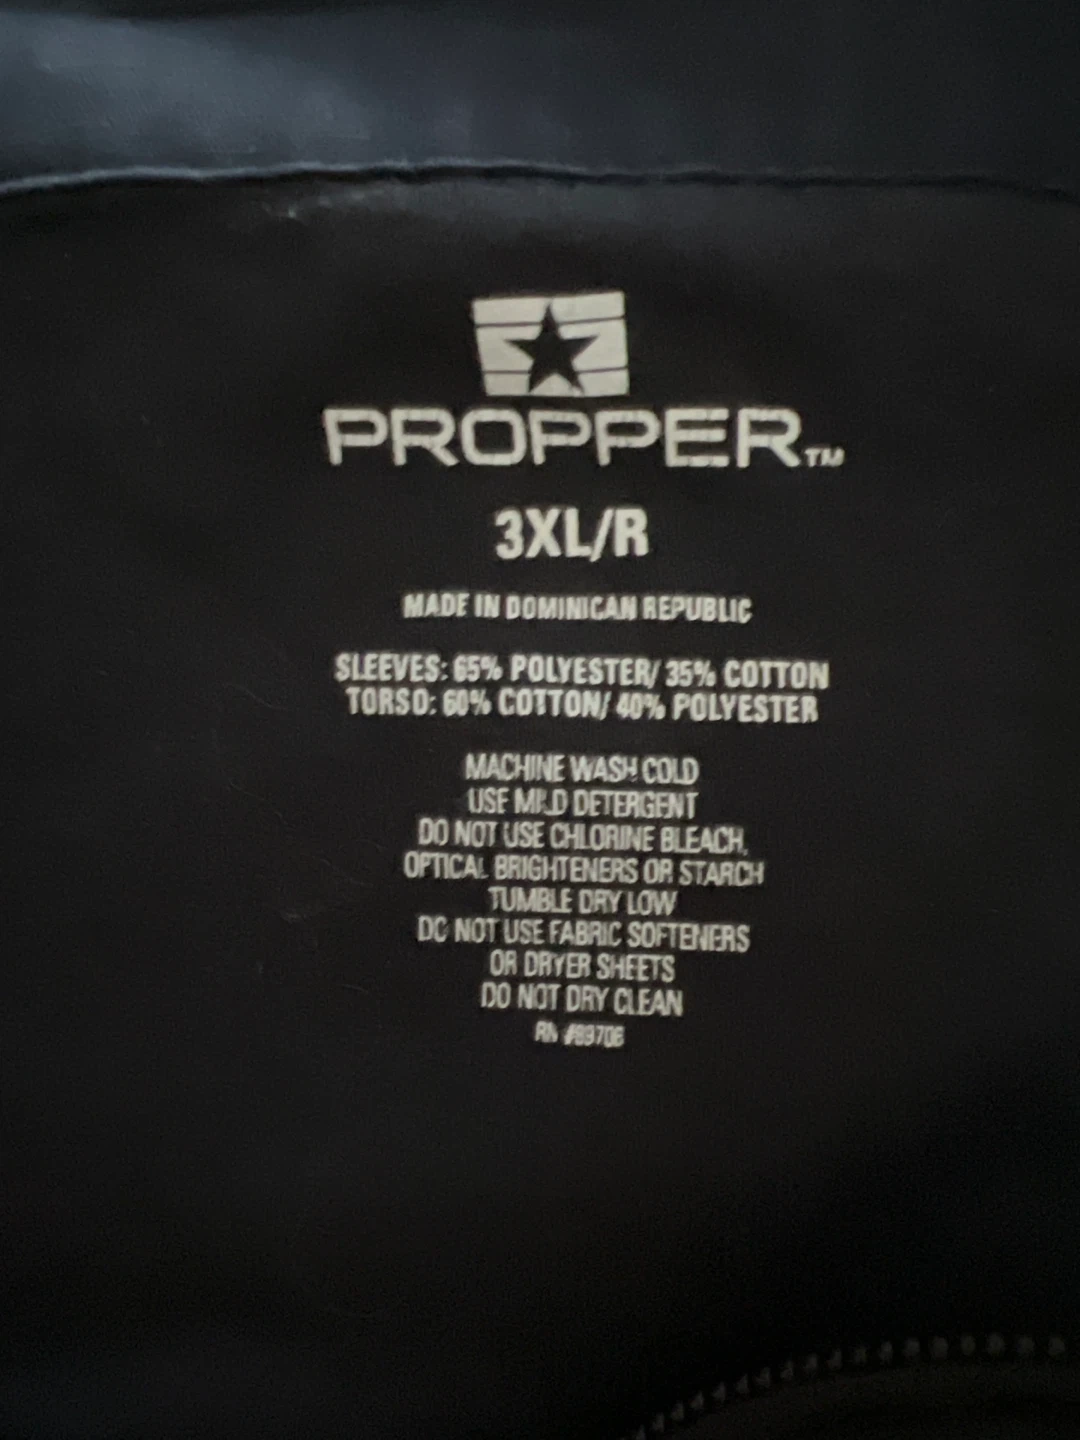 PROPPER™
3XL/R
MADE IN DOMINICAN REPUBLIC
SLEEVES: 65% POLYESTER/ 35% COTTON
TORSO: 60% COTTON/ 40% POLYESTER
MACHINE WASH COLD
USE MILD DETERGENT
DO NOT USE CHLORINE BLEACH,
OPTICAL BRIGHTENERS OR STARCH
TUMBLE DRY LOW
DO NOT USE FABRIC SOFTENERS
OR DRYER SHEETS
DO NOT DRY CLEAN
RN #89706